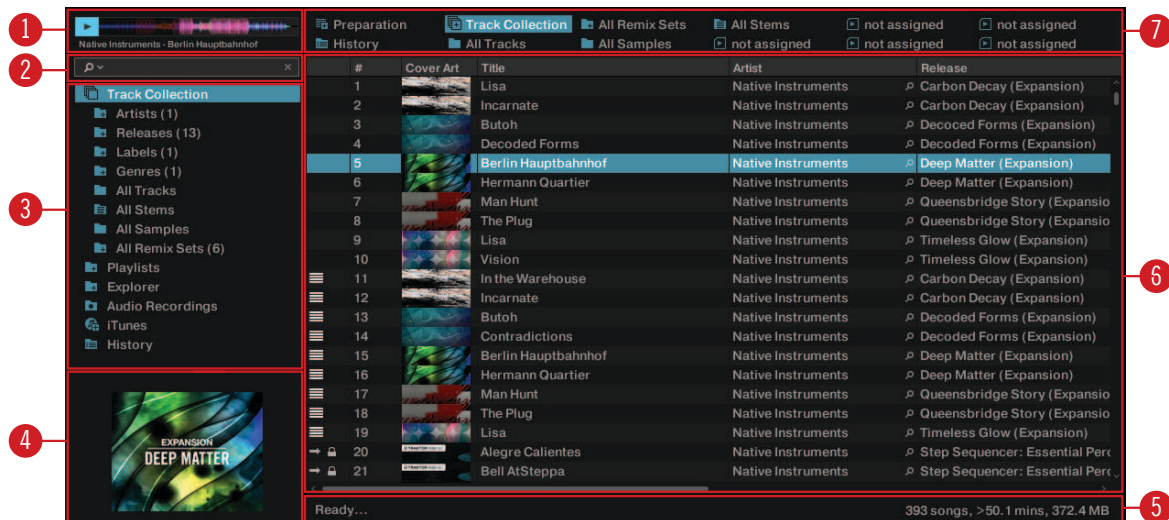 1
Native Instruments - Berlin Hauptbahnhof
2
3
Track Collection
Artists (1)
Releases (13)
Labels (1)
Genres (1)
All Tracks
All Stems
All Samples
All Remix Sets (6)
Playlists
Explorer
Audio Recordings
iTunes
History
4
EXPANSION
DEEP MATTER
Preparation Track Collection All Remix Sets All Stems not assigned not assigned
History All Tracks All Samples not assigned not assigned not assigned
7
# Cover Art Title Artist Release
1 Lisa Native Instruments Carbon Decay (Expansion)
2 Incarnate Native Instruments Carbon Decay (Expansion)
3 Butoh Native Instruments Decoced Forms (Expansion)
4 Decoded Forms Native Instruments Decoded Forms (Expansion)
5 Berlin Hauptbahnhof Native Instruments Deep Matter (Expansion)
6 Hermann Quartier Native Instruments Deep Matter (Expansion)
7 Man Hunt Native Instruments Queensbridge Story (Expansio
8 The Plug Native Instruments Queensbridge Story (Expansio
9 Lisa Native Instruments Timeless Glow (Expansion)
10 Vision Native Instruments Timeless Glow (Expansion)
11 In the Warehouse Native Instruments Carbon Decay (Expansion)
12 Incarnate Native Instruments Carbon Decay (Expansion)
13 Butoh Native Instruments Decoded Forms (Expansion)
14 Contradictions Native Instruments Decoded Forms (Expansion)
15 Berlin Hauptbahnhof Native Instruments Deep Matter (Expansion)
16 Hermann Quartier Native Instruments Deep Matter (Expansion)
17 Man Hunt Native Instruments Queensbridge Story (Expansio
18 The Plug Native Instruments Queensbridge Story (Expansio
19 Lisa Native Instruments Timeless Glow (Expansion)
20 Alegre Calientes Native Instruments Step Sequencer: Essential Perc
21 Bell AtSteppa Native Instruments Step Sequencer: Essential Perc
6
Ready... 393 songs, >50.1 mins, 372.4 MB
5